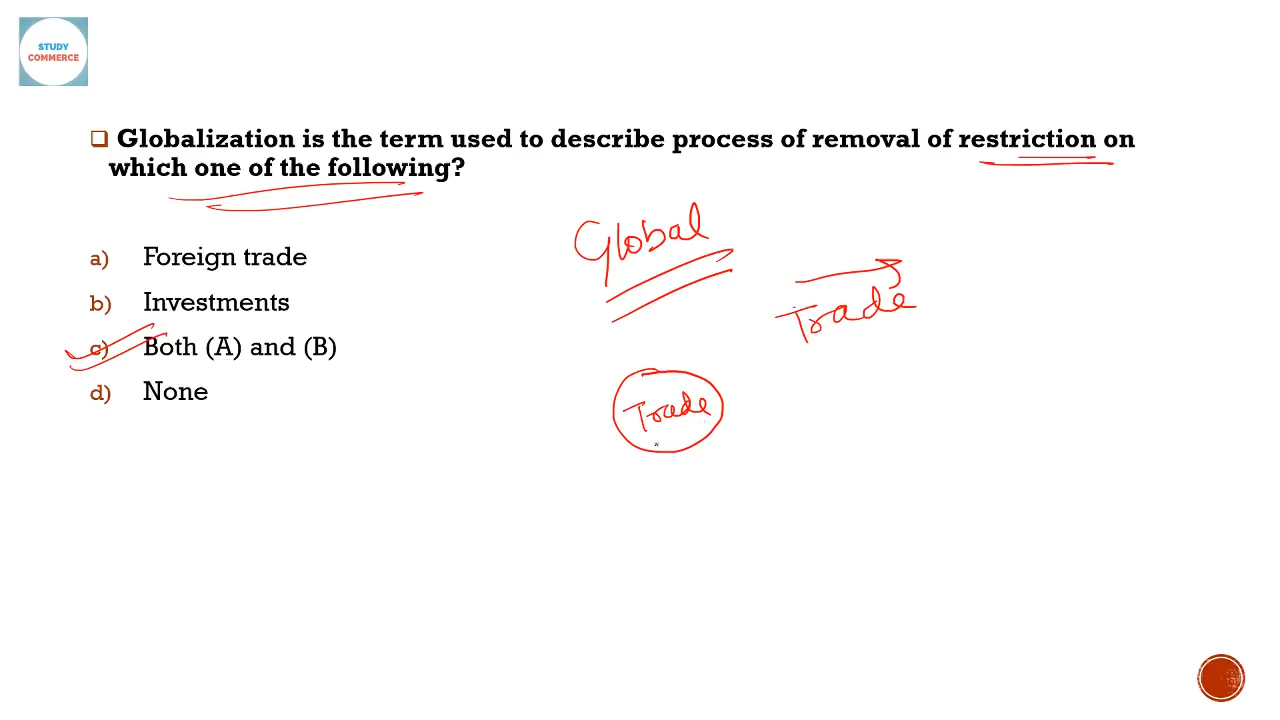 STUDY
COMMERCE
Globalization is the term used to describe process of removal of restriction on
which one of the following?
Global
a) Foreign trade
Trade
b) Investments
c) Both (A) and (B)
d) None
Trade